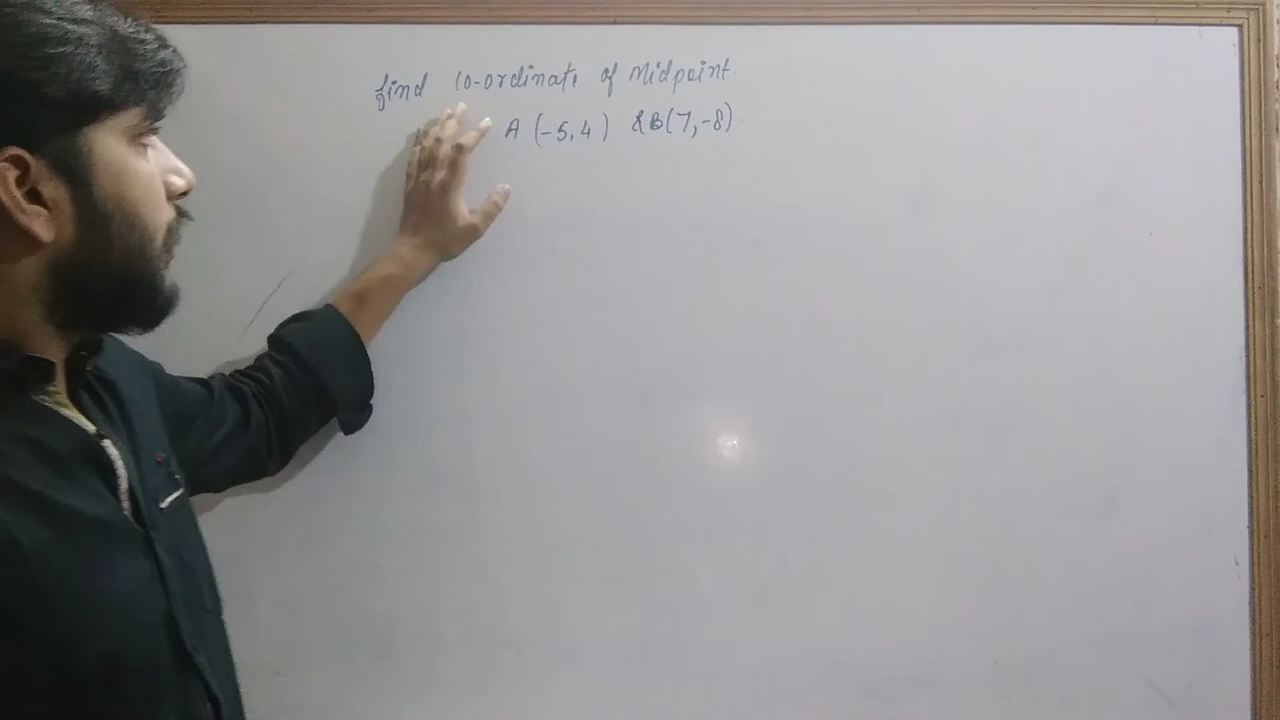 find Co-ordinate of Midpoint.
A (-5,4) & B(7,-8).